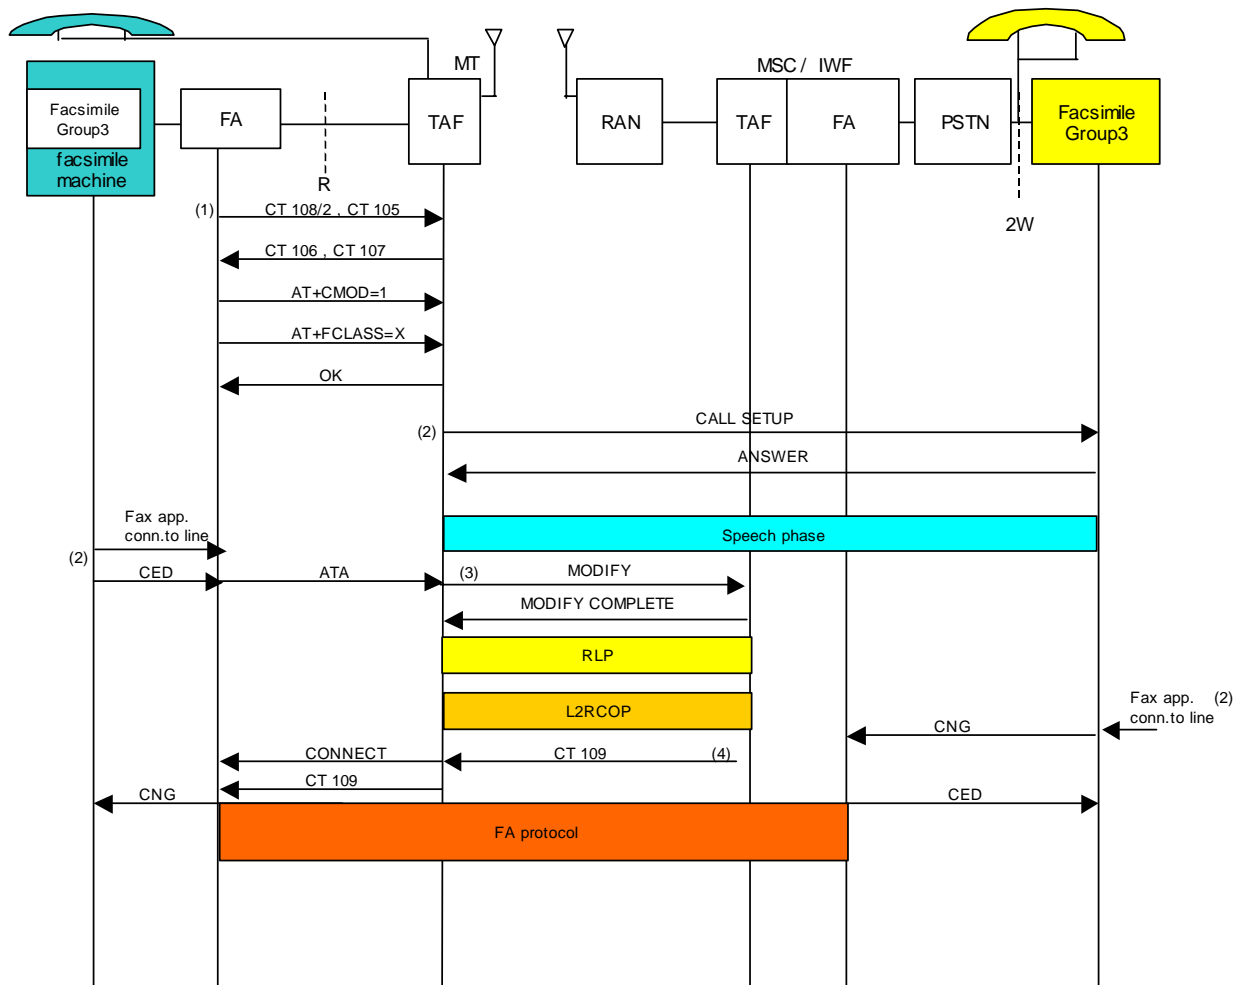 MT
MSC / IWF
Facsimile
Group3
facsimile
machine
FA
TAF
RAN
TAF
FA
PSTN
Facsimile
Group3
R
2W
(1)
CT 108/2 , CT 105
CT 106 , CT 107
AT+CMOD=1
AT+FCLASS=X
OK
(2)
CALL SETUP
ANSWER
Fax app.
conn.to line
(2)
Speech phase
CED
ATA
(3)
MODIFY
MODIFY COMPLETE
RLP
L2RCOP
Fax app. (2)
conn.to line
CNG
CONNECT
CT 109
(4)
CT 109
CNG
CED
FA protocol